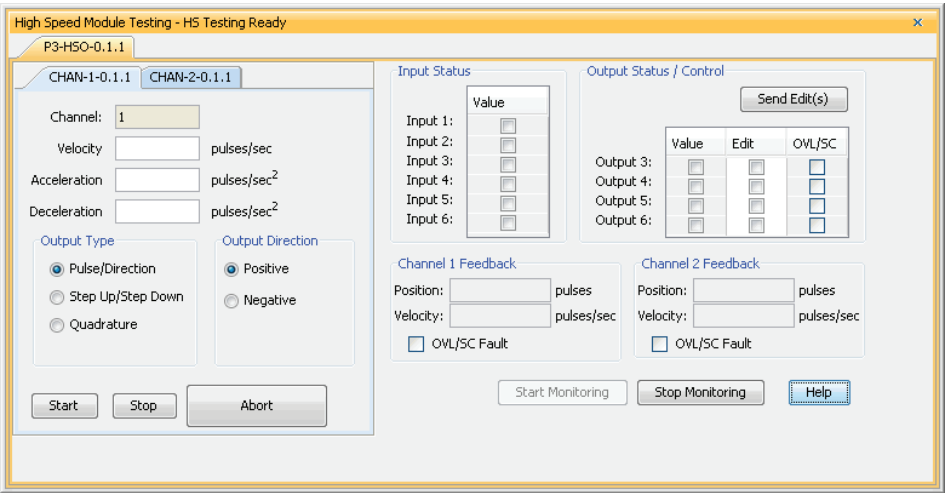 High Speed Module Testing - HS Testing Ready
P3-HSO-0.1.1
CHAN-1-0.1.1 CHAN-2-0.1.1
Channel: 1
Velocity pulses/sec
Acceleration pulses/sec²
Deceleration pulses/sec²
Output Type
Pulse/Direction
Step Up/Step Down
Quadrature
Output Direction
Positive
Negative
Start Stop Abort
Input Status
Value
Input 1:
Input 2:
Input 3:
Input 4:
Input 5:
Input 6:
Output Status / Control
Send Edit(s)
Value Edit OVL/SC
Output 3:
Output 4:
Output 5:
Output 6:
Channel 1 Feedback
Position: pulses
Velocity: pulses/sec
OVL/SC Fault
Channel 2 Feedback
Position: pulses
Velocity: pulses/sec
OVL/SC Fault
Start Monitoring Stop Monitoring Help